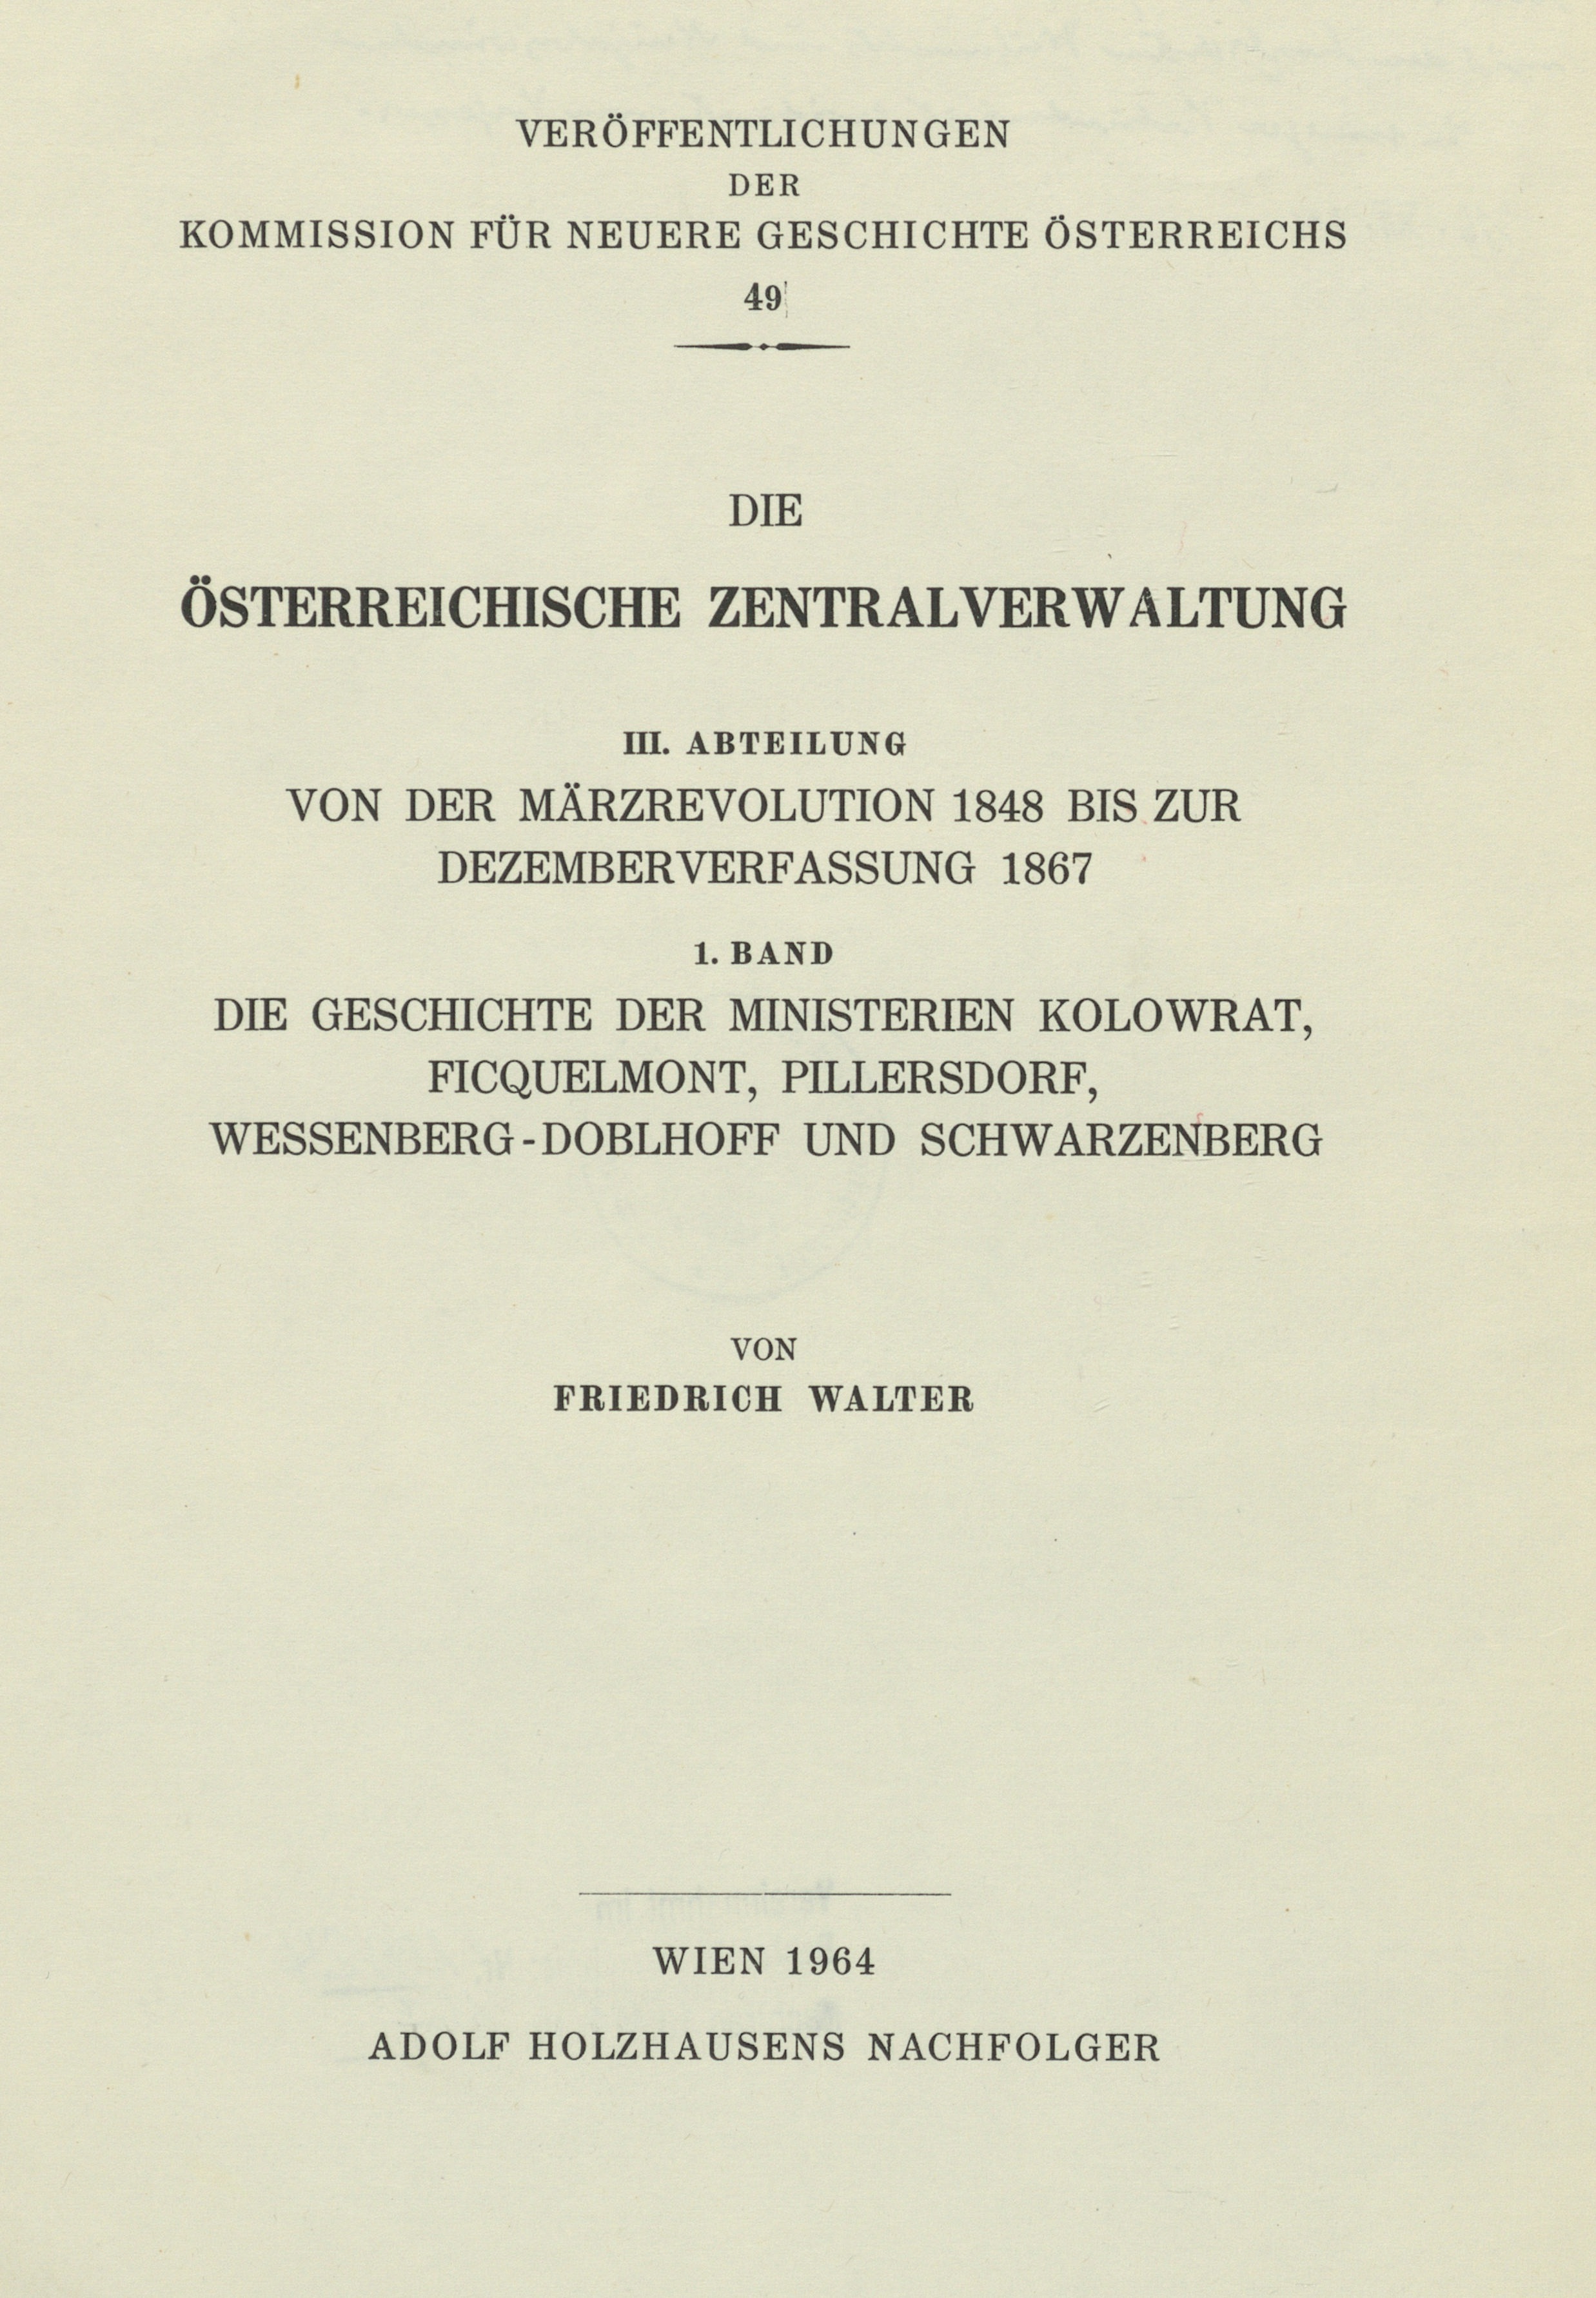 VERÖFFENTLICHUNGEN
DER
KOMMISSION FÜR NEUERE GESCHICHTE ÖSTERREICHS
49
DIE
ÖSTERREICHISCHE ZENTRALVERWALTUNG
III. ABTEILUNG
VON DER MÄRZREVOLUTION 1848 BIS ZUR
DEZEMBERVERFASSUNG 1867
1. BAND
DIE GESCHICHTE DER MINISTERIEN KOLOWRAT,
FICQUELMONT, PILLERSDORF,
WESSENBERG-DOBLHOFF UND SCHWARZENBERG
VON
FRIEDRICH WALTER
WIEN 1964
ADOLF HOLZHAUSENS NACHFOLGER